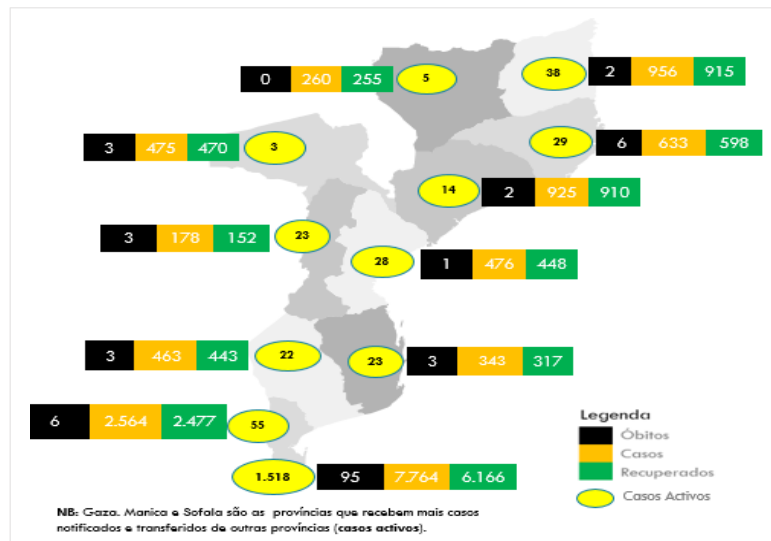 38 2 956 915
0 260 255 5
29 6 633 598
3 475 470 3
14 2 925 910
3 178 152 23
28 1 476 448
3 463 443 22
23 3 343 317
6 2.564 2.477 55
1.518 95 7.764 6.166
Legenda
Óbitos
Casos
Recuperados
Casos Activos
NB: Gaza. Manica e Sofala são as províncias que recebem mais casos
notificados e transferidos de outras províncias (casos activos).